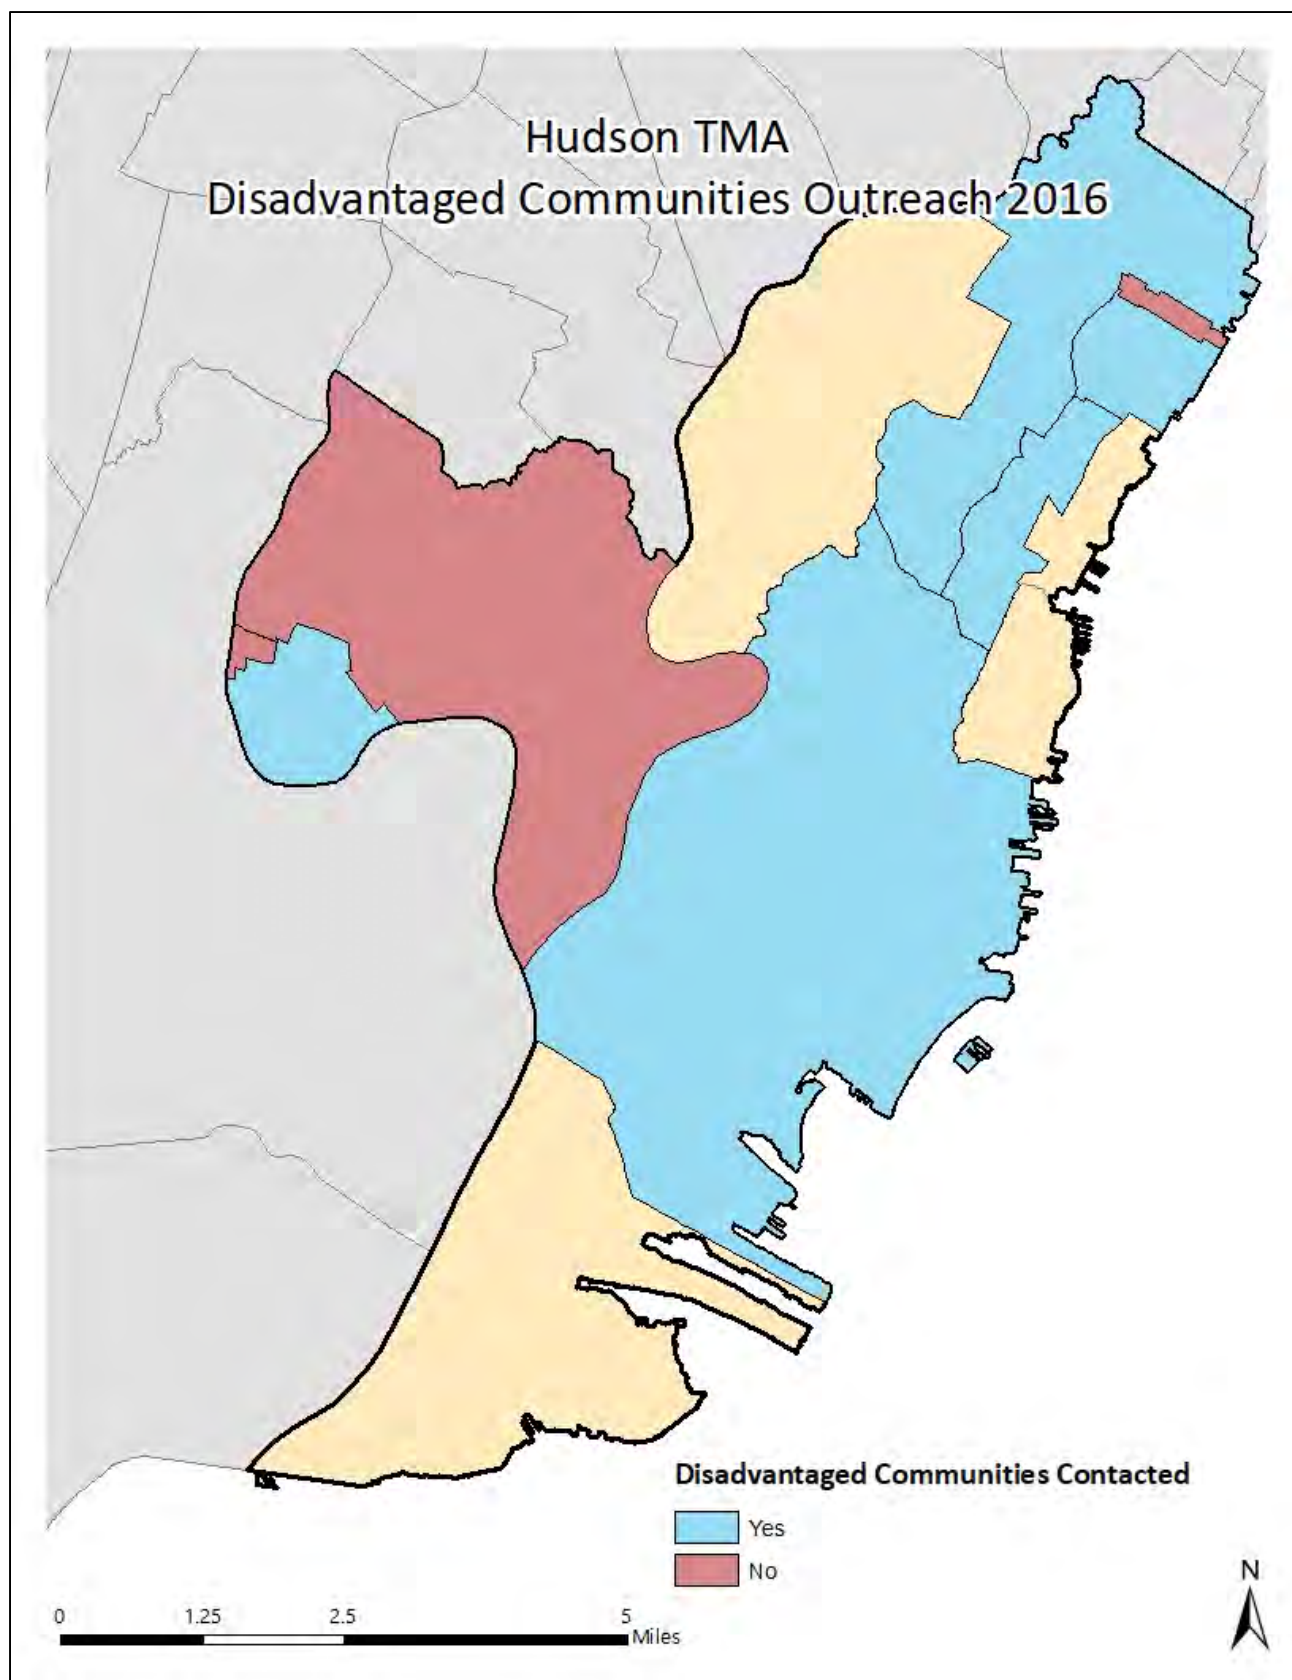 Hudson TMA
Disadvantaged Communities Outreach 2016
Disadvantaged Communities Contacted
Yes
No
N
0 1.25 2.5 5
Miles